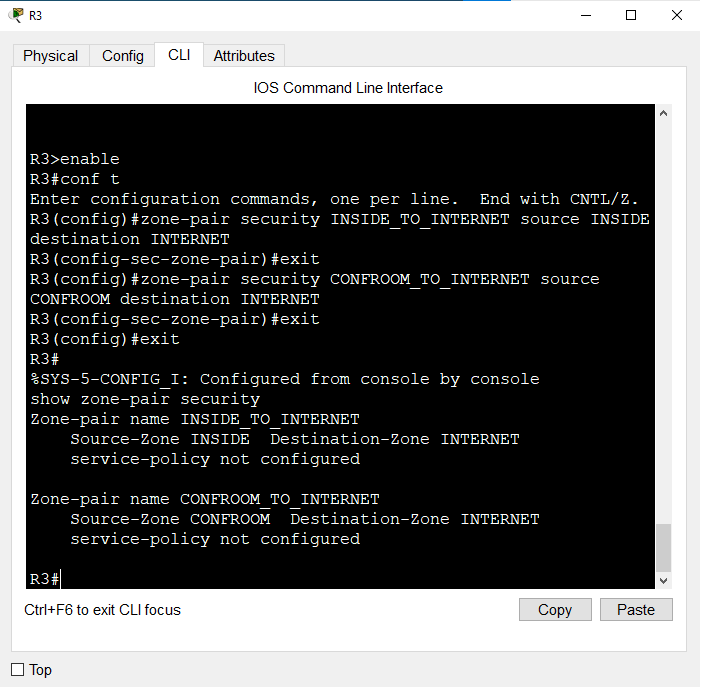 R3
Physical Config CLI Attributes
IOS Command Line Interface
R3>enable
R3#conf t
Enter configuration commands, one per line.  End with CNTL/Z.
R3(config)#zone-pair security INSIDE_TO_INTERNET source INSIDE
destination INTERNET
R3(config-sec-zone-pair)#exit
R3(config)#zone-pair security CONFROOM_TO_INTERNET source
CONFROOM destination INTERNET
R3(config-sec-zone-pair)#exit
R3(config)#exit
R3#
%SYS-5-CONFIG_I: Configured from console by console
show zone-pair security
Zone-pair name INSIDE_TO_INTERNET
    Source-Zone INSIDE  Destination-Zone INTERNET
    service-policy not configured
Zone-pair name CONFROOM_TO_INTERNET
    Source-Zone CONFROOM  Destination-Zone INTERNET
    service-policy not configured
R3#
Ctrl+F6 to exit CLI focus Copy Paste
Top